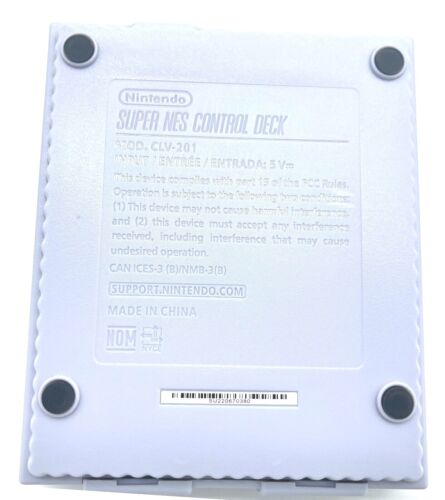 Nintendo
SUPER NES CONTROL DECK
MOD. CLV-201
INPUT / ENTRÉE / ENTRADA: 5 V⎓
This device complies with part 15 of the FCC Rules.
Operation is subject to the following two conditions:
(1) This device may not cause harmful interference,
and (2) this device must accept any interference
received, including interference that may cause
undesired operation.
CAN ICES-3 (B)/NMB-3(B)
SUPPORT.NINTENDO.COM
MADE IN CHINA
NOM
NYCE
SU220670380